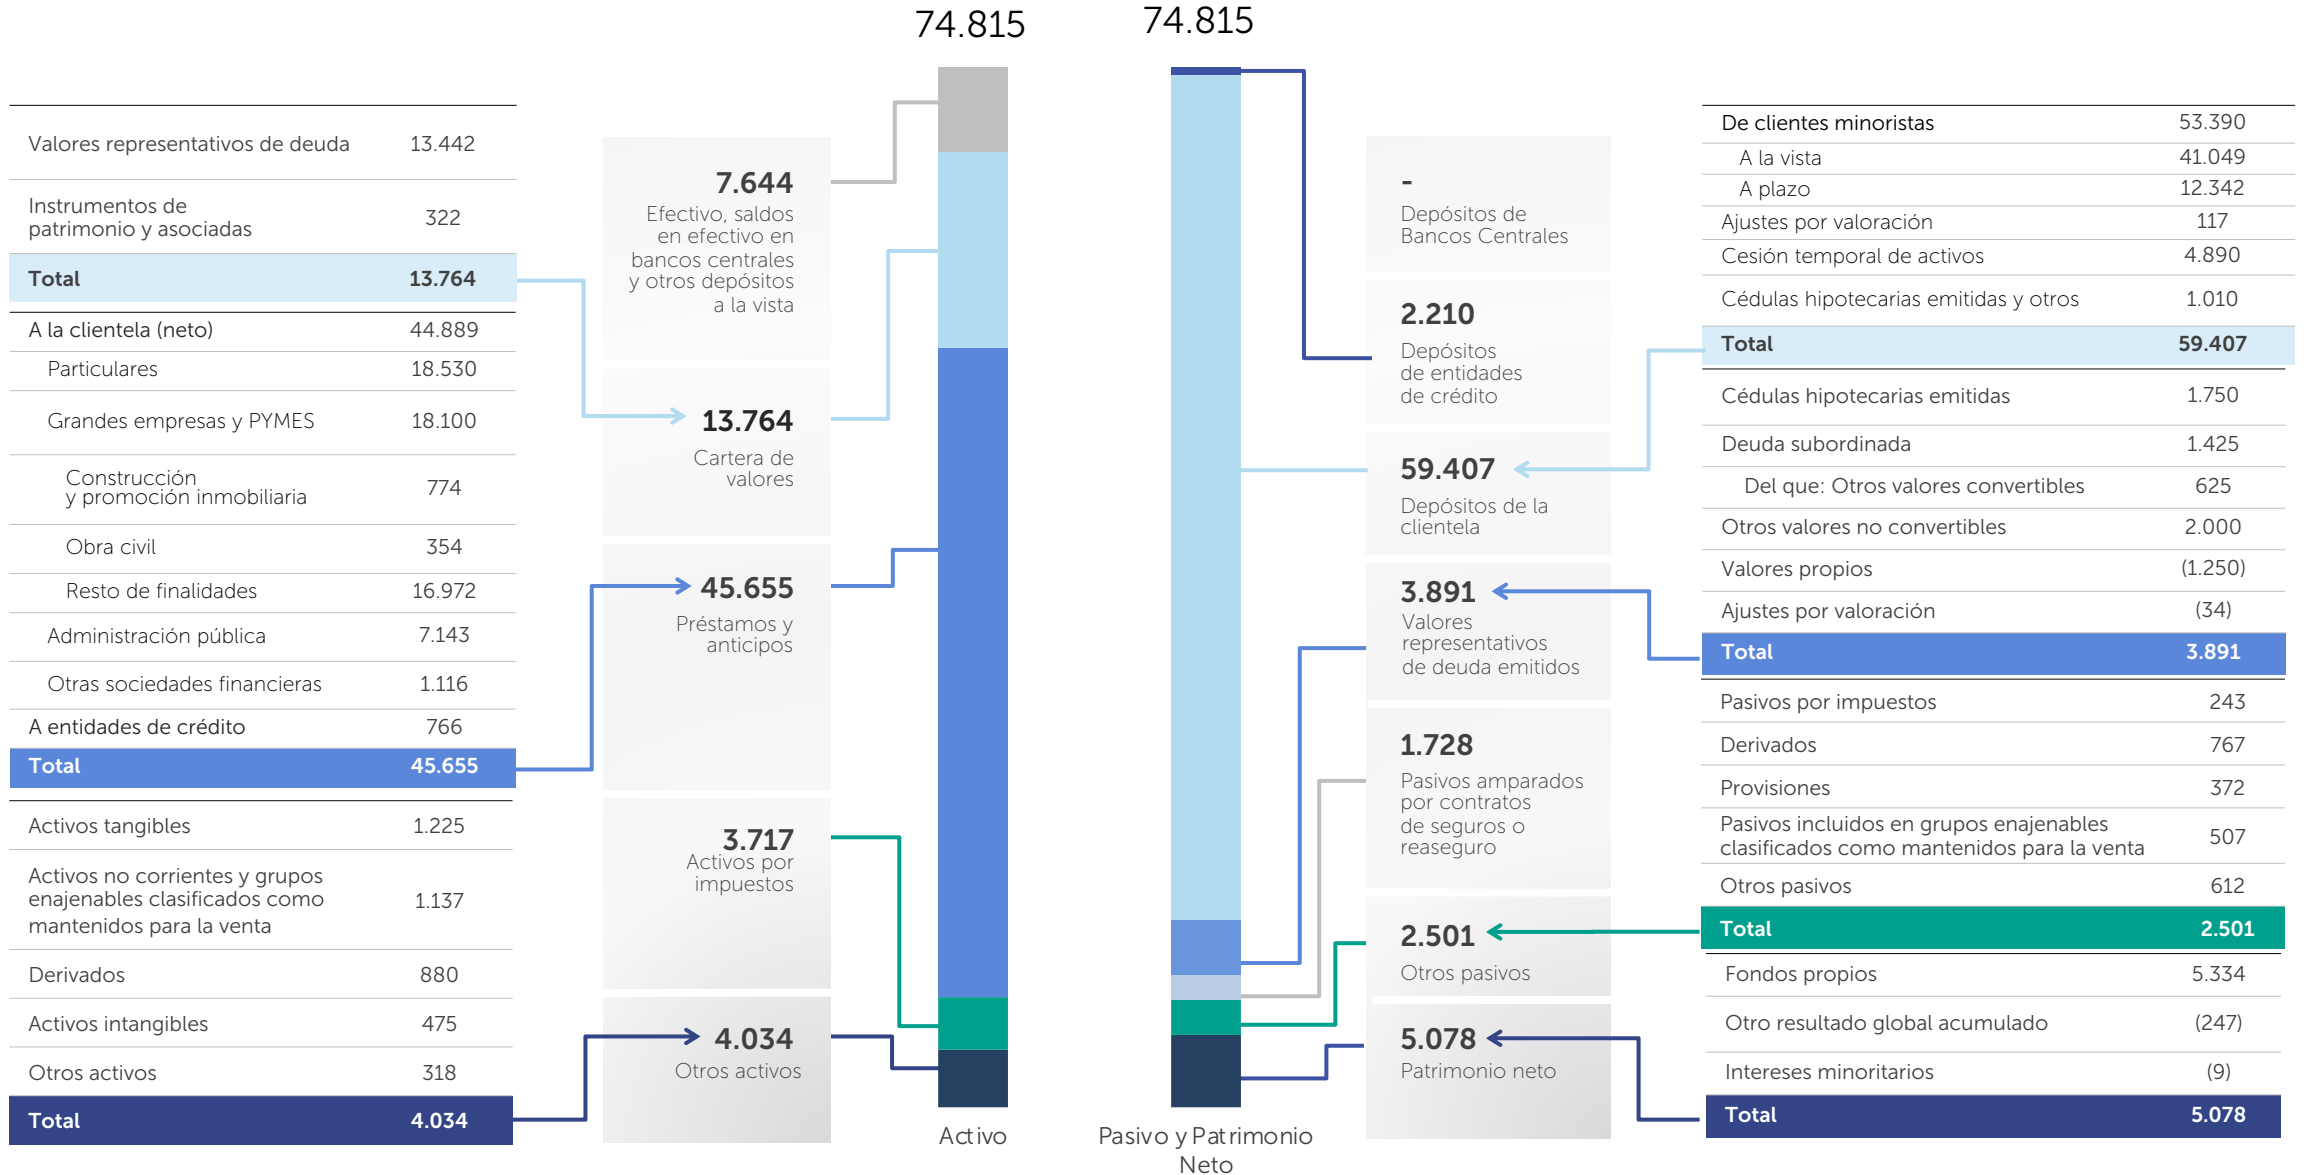 74.815
74.815
Valores representativos de deuda 13.442
Instrumentos de
patrimonio y asociadas 322
Total 13.764
A la clientela (neto) 44.889
Particulares 18.530
Grandes empresas y PYMES 18.100
Construcción
y promoción inmobiliaria 774
Obra civil 354
Resto de finalidades 16.972
Administración pública 7.143
Otras sociedades financieras 1.116
A entidades de crédito 766
Total 45.655
Activos tangibles 1.225
Activos no corrientes y grupos
enajenables clasificados como
mantenidos para la venta 1.137
Derivados 880
Activos intangibles 475
Otros activos 318
Total 4.034
7.644
Efectivo, saldos
en efectivo en
bancos centrales
y otros depósitos
a la vista
13.764
Cartera de
valores
45.655
Préstamos y
anticipos
3.717
Activos por
impuestos
4.034
Otros activos
Activo
Pasivo y Patrimonio
Neto
-
Depósitos de
Bancos Centrales
2.210
Depósitos
de entidades
de crédito
59.407
Depósitos de la
clientela
3.891
Valores
representativos
de deuda emitidos
1.728
Pasivos amparados
por contratos
de seguros o
reaseguro
2.501
Otros pasivos
5.078
Patrimonio neto
De clientes minoristas 53.390
A la vista 41.049
A plazo 12.342
Ajustes por valoración 117
Cesión temporal de activos 4.890
Cédulas hipotecarias emitidas y otros 1.010
Total 59.407
Cédulas hipotecarias emitidas 1.750
Deuda subordinada 1.425
Del que: Otros valores convertibles 625
Otros valores no convertibles 2.000
Valores propios (1.250)
Ajustes por valoración (34)
Total 3.891
Pasivos por impuestos 243
Derivados 767
Provisiones 372
Pasivos incluidos en grupos enajenables
clasificados como mantenidos para la venta 507
Otros pasivos 612
Total 2.501
Fondos propios 5.334
Otro resultado global acumulado (247)
Intereses minoritarios (9)
Total 5.078